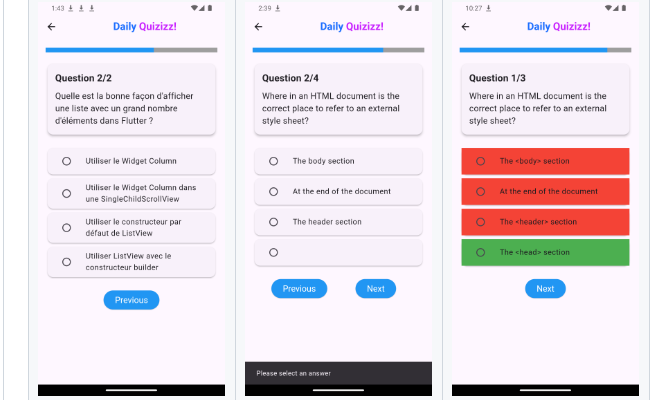 1:43
Daily Quizizz!
Question 2/2
Quelle est la bonne façon d'afficher
une liste avec un grand nombre
d'éléments dans Flutter ?
Utiliser le Widget Column
Utiliser le Widget Column dans
une SingleChildScrollView
Utiliser le constructeur par
défaut de ListView
Utiliser ListView avec le
constructeur builder
Previous
2:39
Daily Quizizz!
Question 2/4
Where in an HTML document is the
correct place to refer to an external
style sheet?
The body section
At the end of the document
The header section
Previous
Next
Please select an answer
10:27
Daily Quizizz!
Question 1/3
Where in an HTML document is the
correct place to refer to an external
style sheet?
The <body> section
At the end of the document
The <header> section
The <head> section
Next